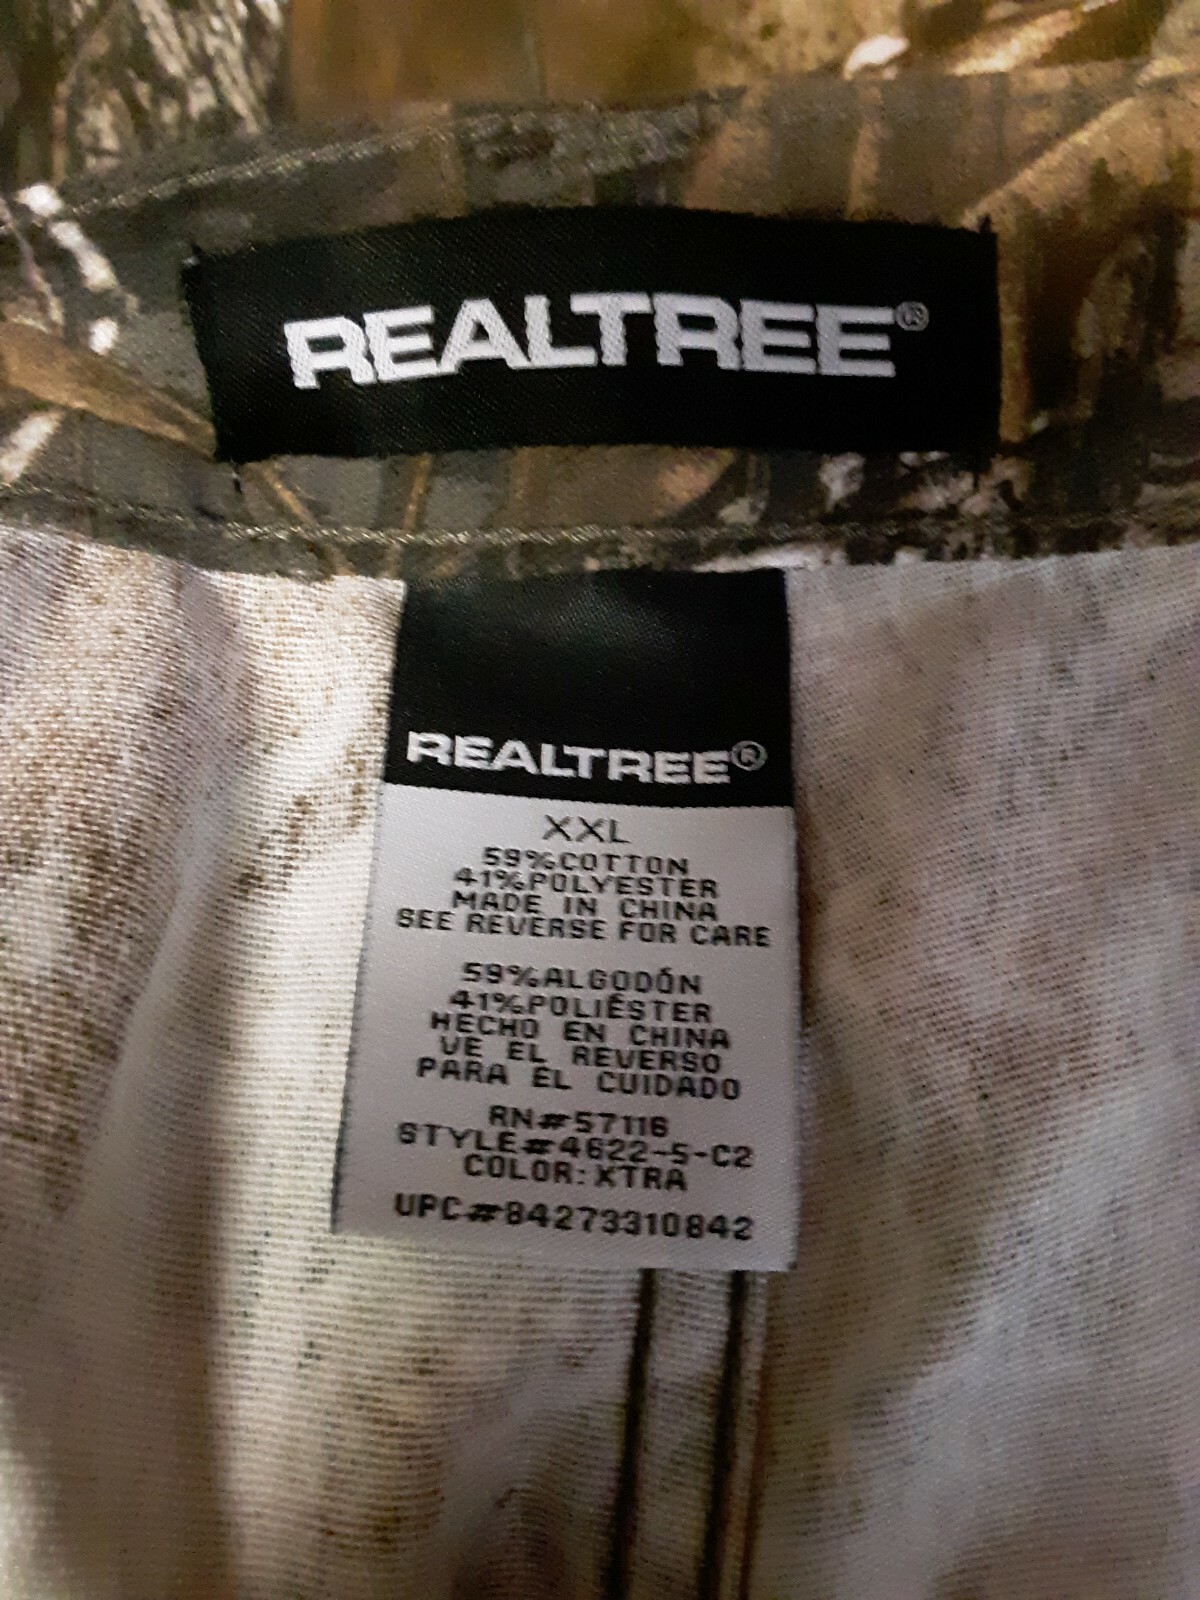 REALTREE®
REALTREE®
XXL
59%COTTON
41%POLYESTER
MADE IN CHINA
SEE REVERSE FOR CARE
59%ALGODÓN
41%POLIÉSTER
HECHO EN CHINA
VE EL REVERSO
PARA EL CUIDADO
RN#57116
STYLE#4622-5-C2
COLOR: XTRA
UPC#84273310842